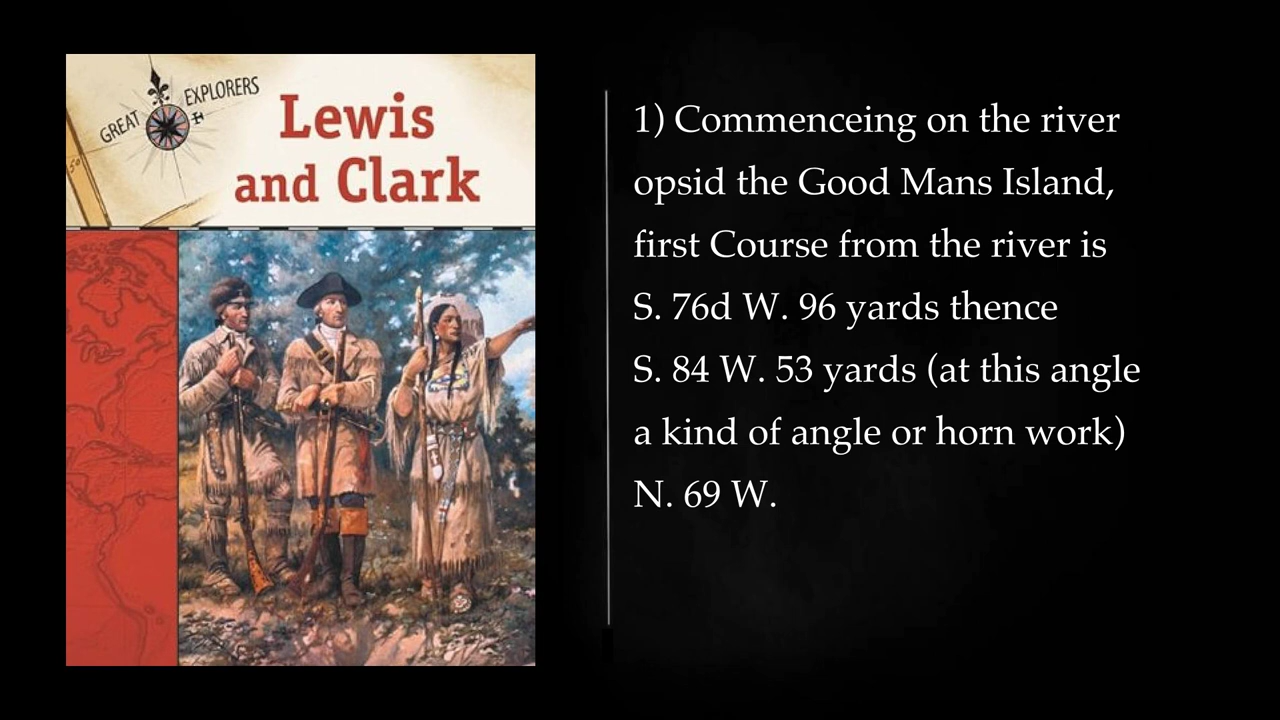 GREAT EXPLORERS
Lewis
and Clark
50
1) Commenceing on the river
opsid the Good Mans Island,
first Course from the river is
S. 76d W. 96 yards thence
S. 84 W. 53 yards (at this angle
a kind of angle or horn work)
N. 69 W.